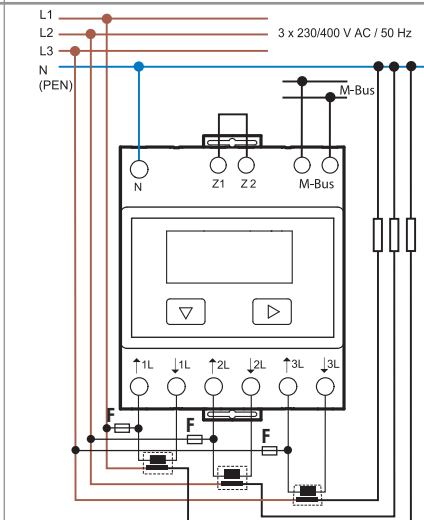 L1
L2
3 x 230/400 V AC / 50 Hz
L3
N
(PEN)
M-Bus
N
Z1
Z2
M-Bus
↑1L
↓1L
↑2L
↓2L
↑3L
↓3L
F
F
F